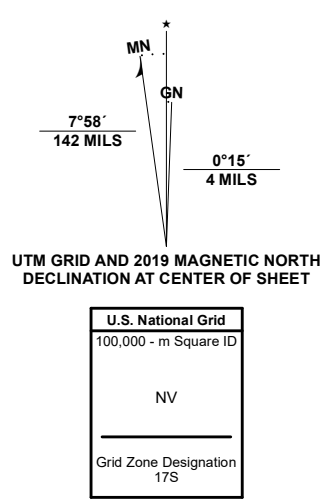 ★
MN
GN
7°58´
142 MILS
0°15´
4 MILS
UTM GRID AND 2019 MAGNETIC NORTH
DECLINATION AT CENTER OF SHEET
U.S. National Grid
100,000 - m Square ID
NV
Grid Zone Designation
17S